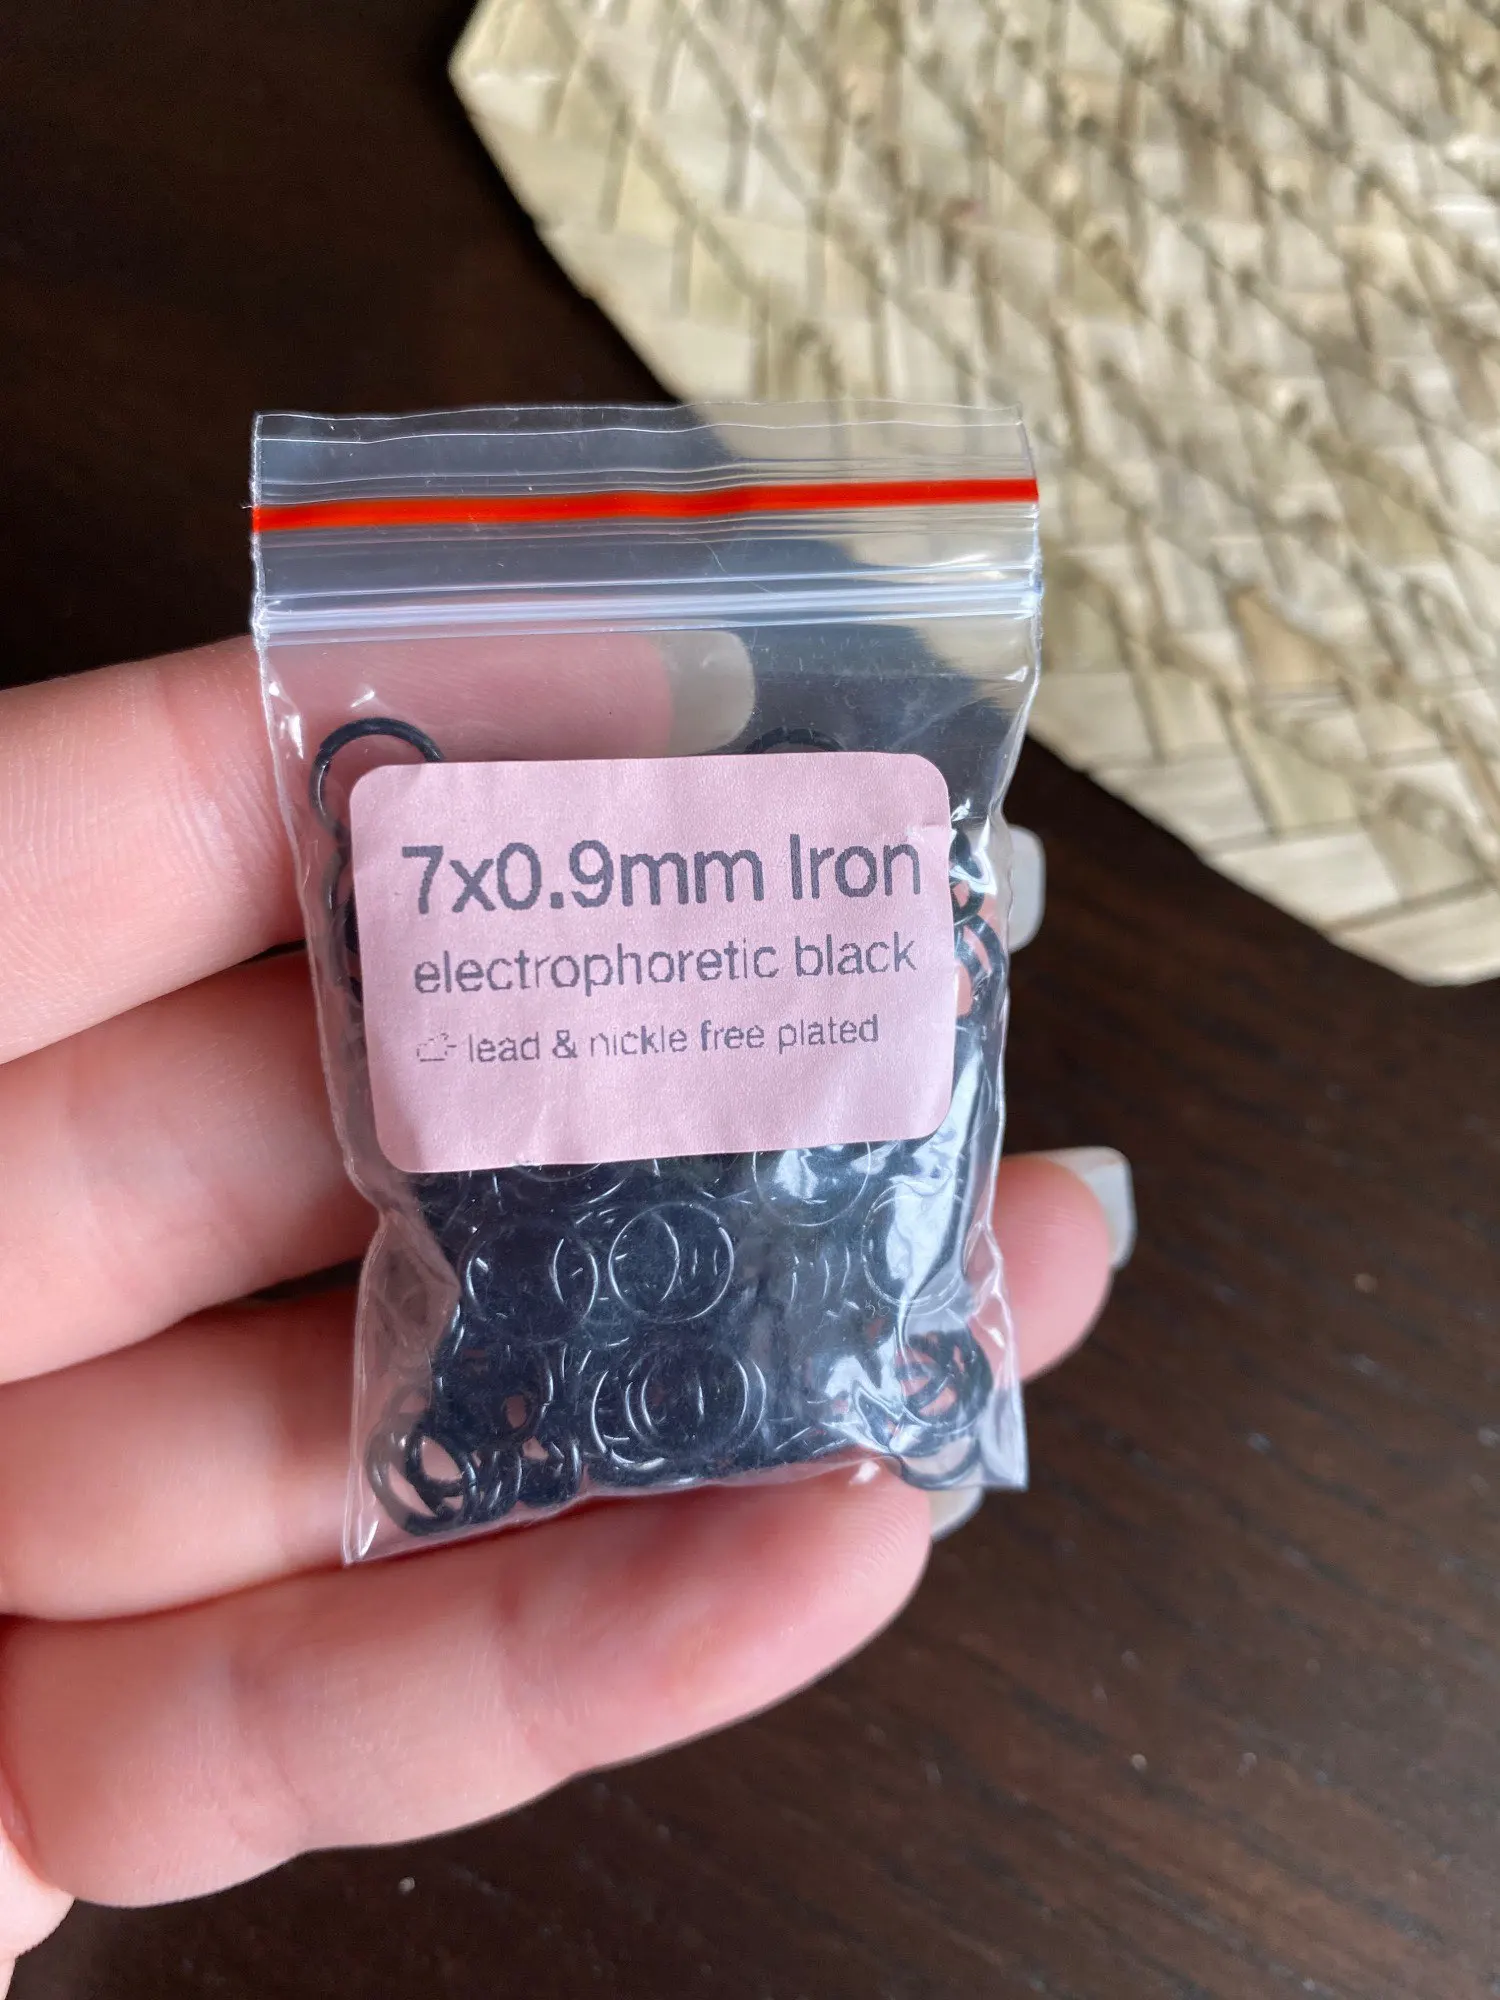 7x0.9mm Iron
electrophoretic black
lead & nickle free plated